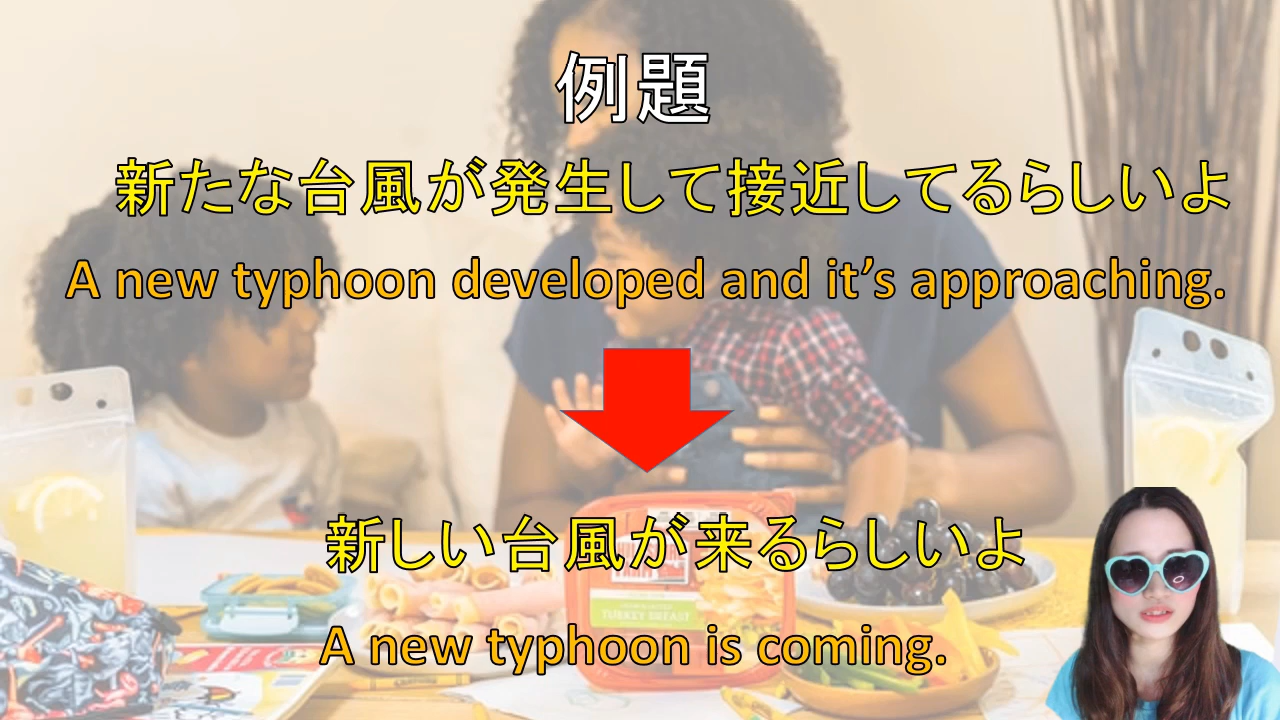 例題
新たな台風が発生して接近してるらしいよ
A new typhoon developed and it’s approaching.
新しい台風が来るらしいよ
TURKEY BREAST
A new typhoon is coming.